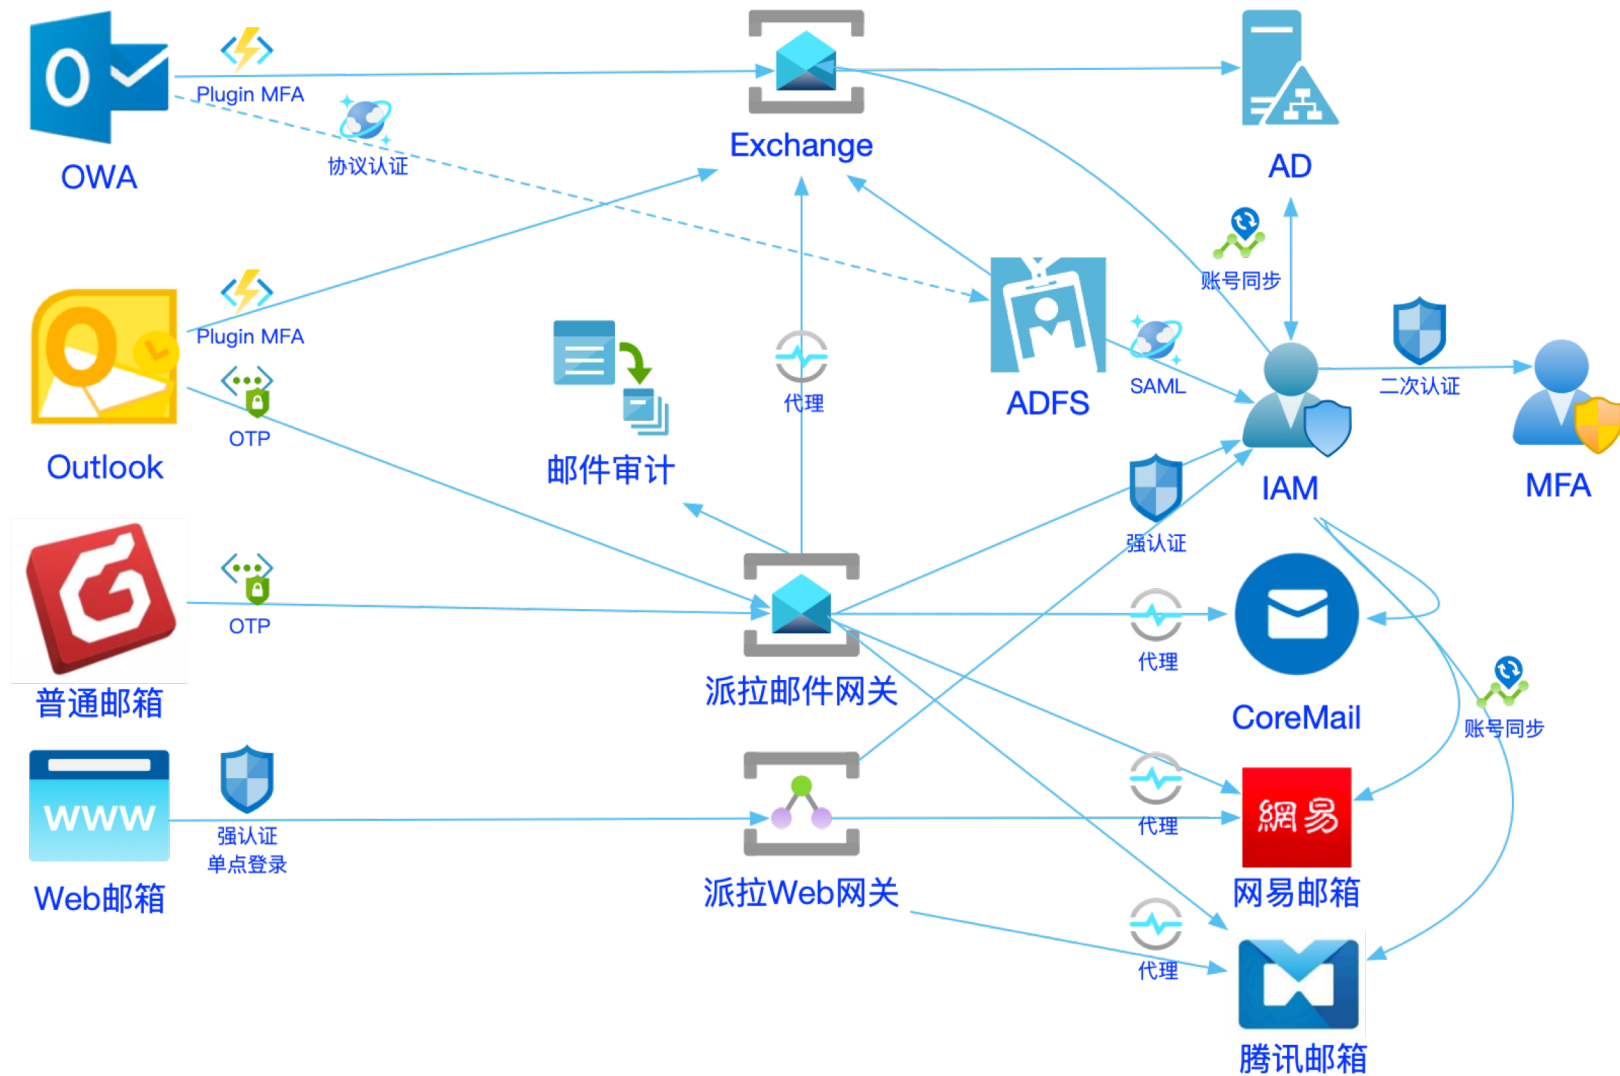 Plugin MFA
协议认证
OWA
Exchange
AD
账号同步
Plugin MFA
OTP
Outlook
邮件审计
代理
ADFS
SAML
二次认证
IAM
MFA
强认证
OTP
普通邮箱
派拉邮件网关
代理
CoreMail
账号同步
WWW
强认证
单点登录
Web邮箱
派拉Web网关
代理
網易
网易邮箱
代理
腾讯邮箱